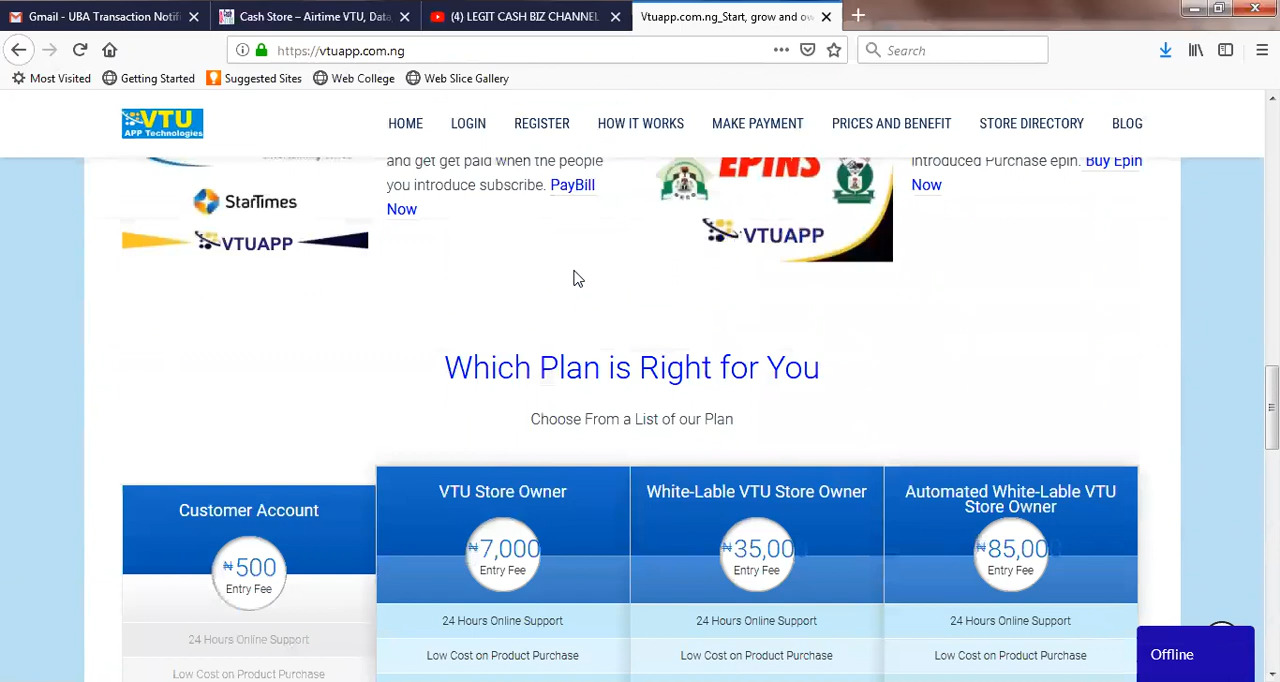 Gmail - UBA Transaction Notifi
Cash Store – Airtime VTU, Data,
(4) LEGIT CASH BIZ CHANNEL
Vtuapp.com.ng_Start, grow and ow
https://vtuapp.com.ng
Search
Most Visited
Getting Started
Suggested Sites
Web College
Web Slice Gallery
VTU
APP Technologies
HOME
LOGIN
REGISTER
HOW IT WORKS
MAKE PAYMENT
PRICES AND BENEFIT
STORE DIRECTORY
BLOG
StarTimes
VTUAPP
and get get paid when the people
you introduce subscribe. PayBill
Now
EPINS
VTUAPP
introduced Purchase epin. Buy Epin
Now
Which Plan is Right for You
Choose From a List of our Plan
Customer Account
₦500
Entry Fee
24 Hours Online Support
Low Cost on Product Purchase
VTU Store Owner
₦7,000
Entry Fee
24 Hours Online Support
Low Cost on Product Purchase
White-Lable VTU Store Owner
₦35,000
Entry Fee
24 Hours Online Support
Low Cost on Product Purchase
Automated White-Lable VTU
Store Owner
₦85,000
Entry Fee
24 Hours Online Support
Low Cost on Product Purchase
Offline